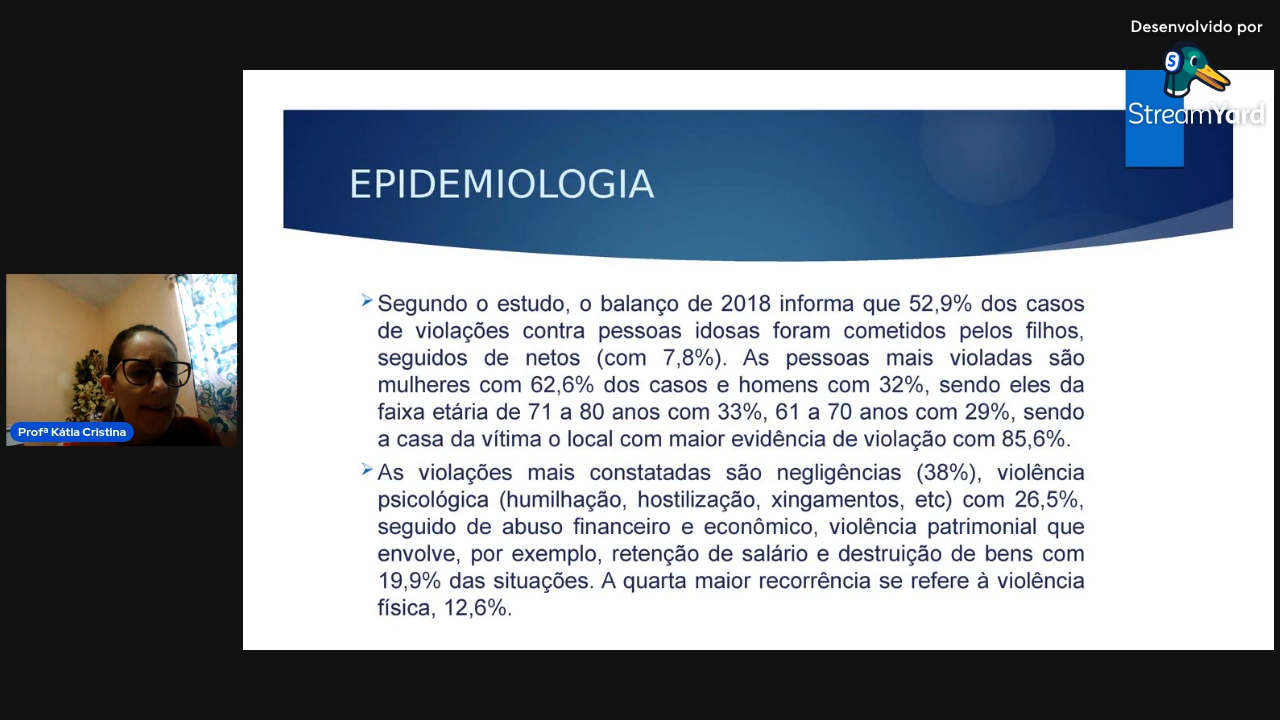 Desenvolvido por
StreamYard
EPIDEMIOLOGIA
Segundo o estudo, o balanço de 2018 informa que 52,9% dos casos
de violações contra pessoas idosas foram cometidos pelos filhos,
seguidos de netos (com 7,8%). As pessoas mais violadas são
mulheres com 62,6% dos casos e homens com 32%, sendo eles da
faixa etária de 71 a 80 anos com 33%, 61 a 70 anos com 29%, sendo
a casa da vítima o local com maior evidência de violação com 85,6%.
As violações mais constatadas são negligências (38%), violência
psicológica (humilhação, hostilização, xingamentos, etc) com 26,5%,
seguido de abuso financeiro e econômico, violência patrimonial que
envolve, por exemplo, retenção de salário e destruição de bens com
19,9% das situações. A quarta maior recorrência se refere à violência
física, 12,6%.
Profª Kátia Cristina